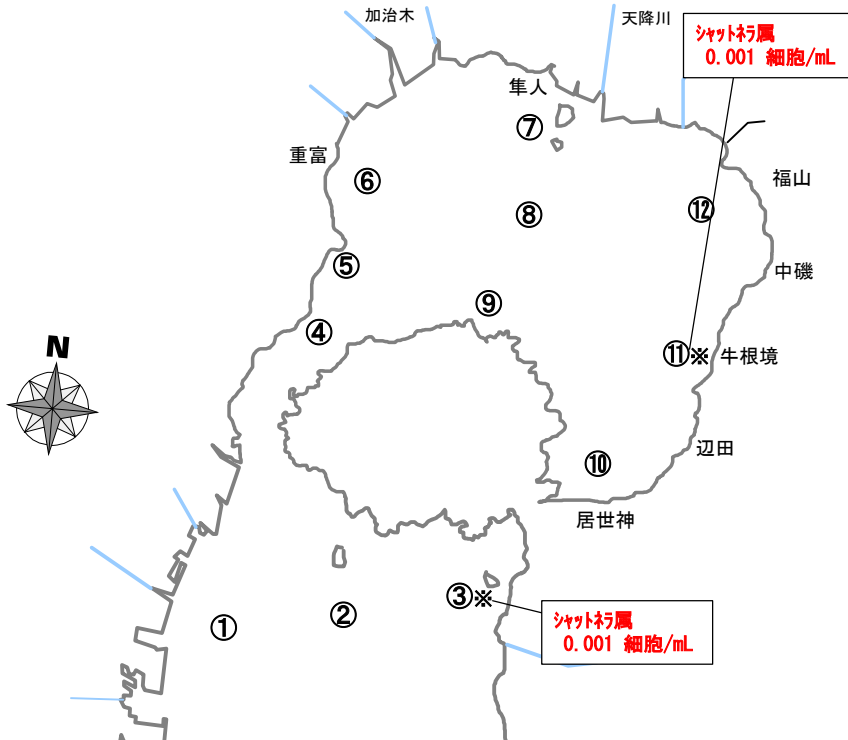 加治木
天降川
シャットネラ属
0.001 細胞/mL
隼人
⑦
重富
⑥
福山
⑧
⑫
⑤
中磯
⑨
④
⑪※
牛根境
N
辺田
⑩
居世神
③※
②
①
シャットネラ属
0.001 細胞/mL